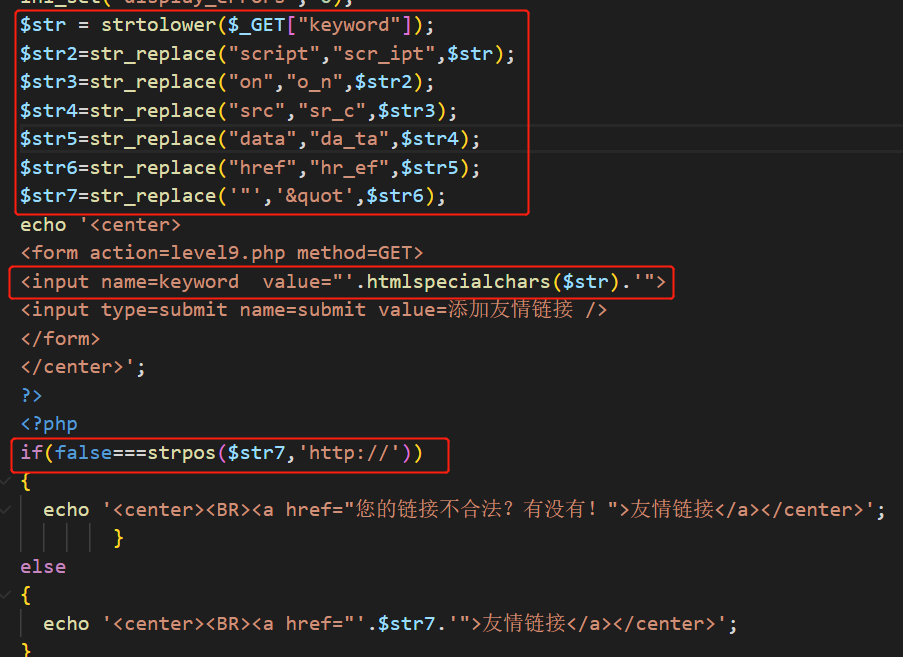 ini_set("display_errors", 0);
$str = strtolower($_GET["keyword"]);
$str2=str_replace("script","scr_ipt",$str);
$str3=str_replace("on","o_n",$str2);
$str4=str_replace("src","sr_c",$str3);
$str5=str_replace("data","da_ta",$str4);
$str6=str_replace("href","hr_ef",$str5);
$str7=str_replace('"','&quot',$str6);
echo '<center>
<form action=level9.php method=GET>
<input name=keyword  value="'.htmlspecialchars($str).'">
<input type=submit name=submit value=添加友情链接 />
</form>
</center>';
?>
<?php
if(false===strpos($str7,'http://'))
{
echo '<center><BR><a href="您的链接不合法？有没有！">友情链接</a></center>';
}
else
{
echo '<center><BR><a href="'.$str7.'">友情链接</a></center>';
}